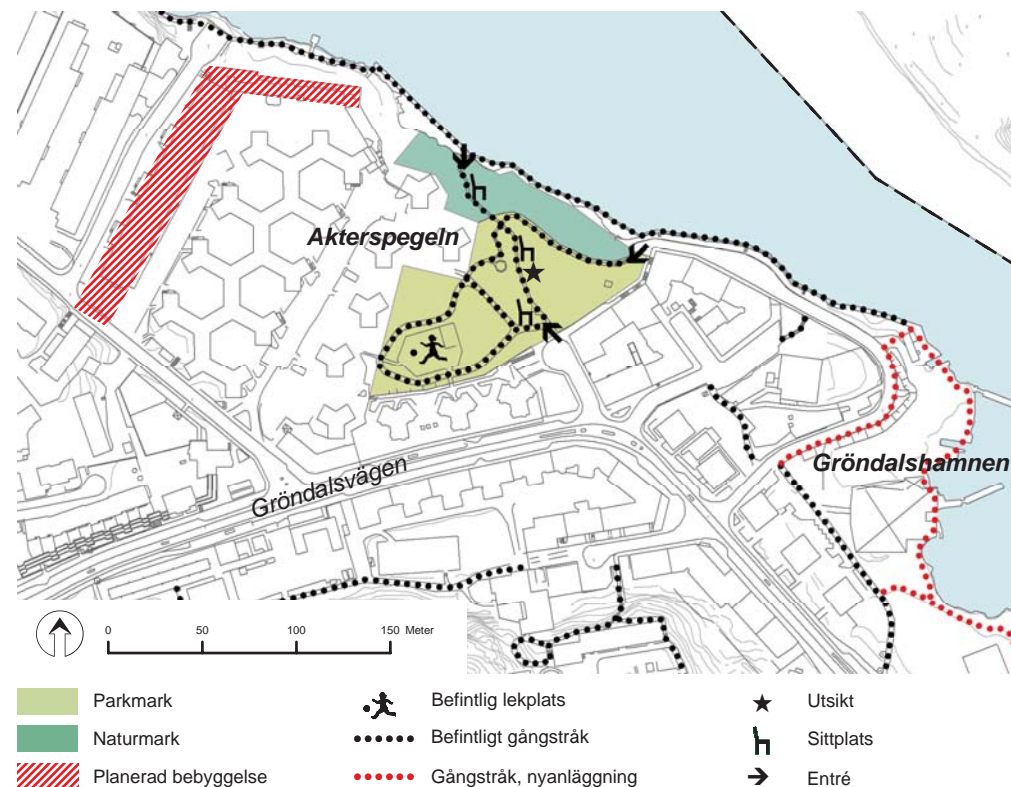 Akterspegeln
Gröndalsvägen
Gröndalshamnen
0 50 100 150 Meter
Parkmark
Naturmark
Planerad bebyggelse
Befintlig lekplats
Befintligt gångstråk
Gångstråk, nyanläggning
Utsikt
Sittplats
Entré